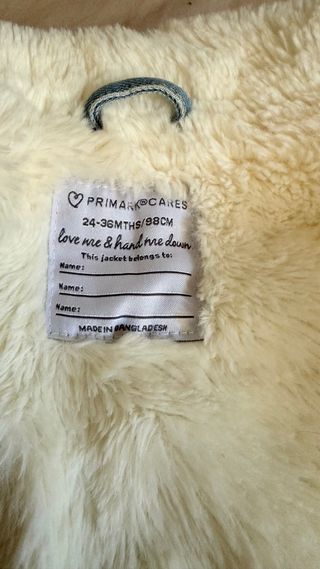 ♡ PRIMARK®CARES
24-36MTHS/98CM
love me & hand me down
This jacket belongs to:
Name:
Name:
Name:
MADE IN BANGLADESH